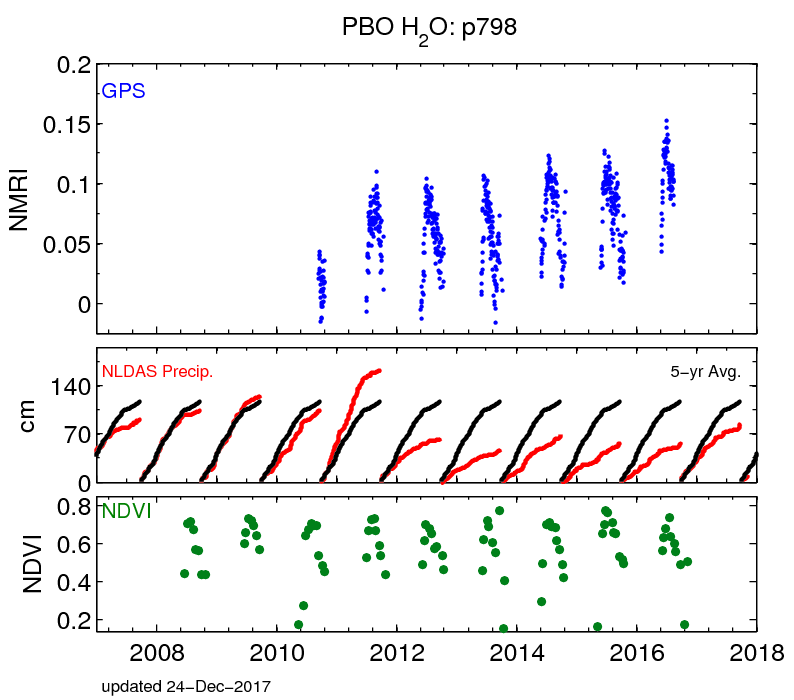 PBO H2O: p798
0.2
GPS
0.15
NMRI
0.1
0.05
0
NLDAS Precip. 5-yr Avg.
140
cm
70
0
0.8
NDVI
0.6
NDVI
0.4
0.2
2008 2010 2012 2014 2016 2018
updated 24-Dec-2017